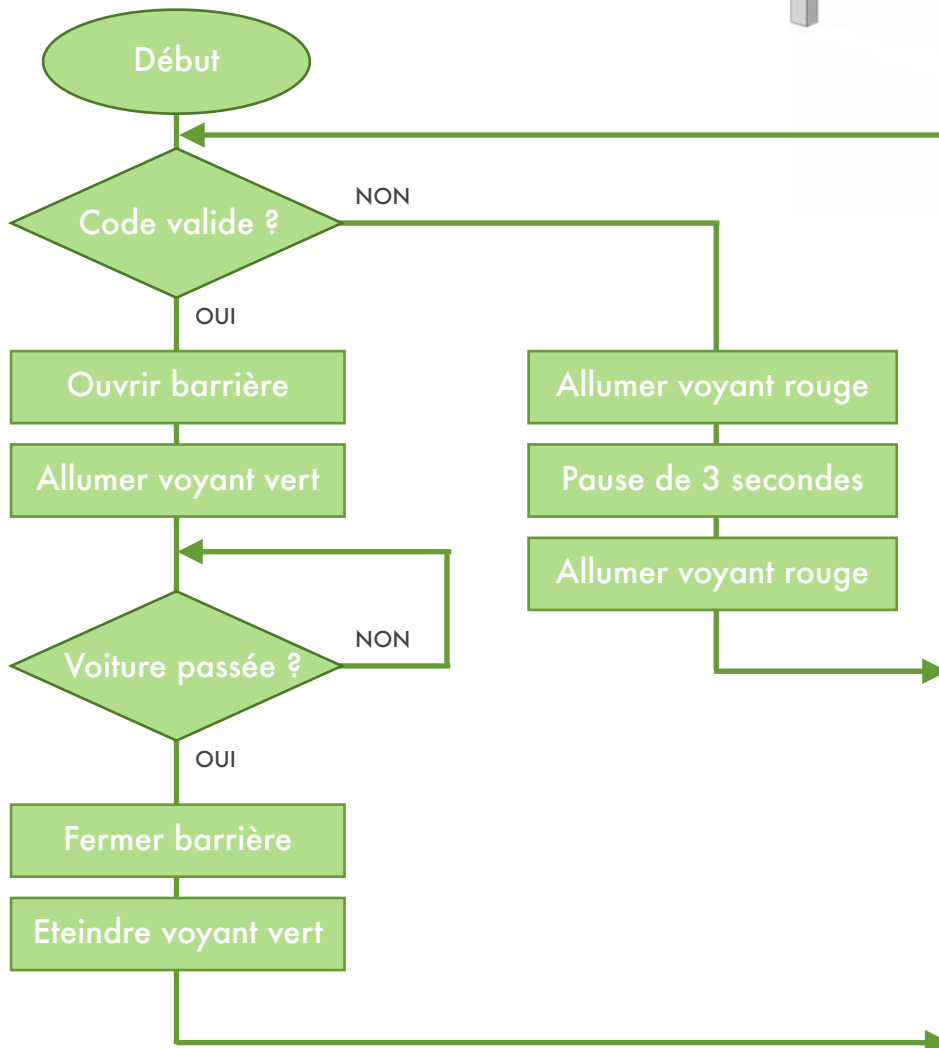 Début
Code valide ?
NON
OUI
Ouvrir barrière
Allumer voyant vert
Voiture passée ?
NON
OUI
Fermer barrière
Eteindre voyant vert
Allumer voyant rouge
Pause de 3 secondes
Allumer voyant rouge